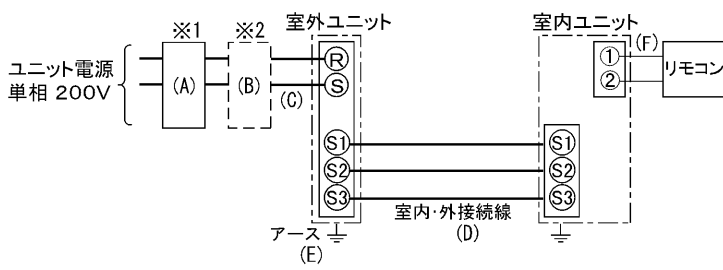 ※1
※2
室外ユニット
室内ユニット
ユニット電源
単相 200V
(A)
(B)
(C)
R
S
①
②
(F)
リモコン
S1
S2
S3
S1
S2
S3
室内・外接続線
(D)
アース
(E)